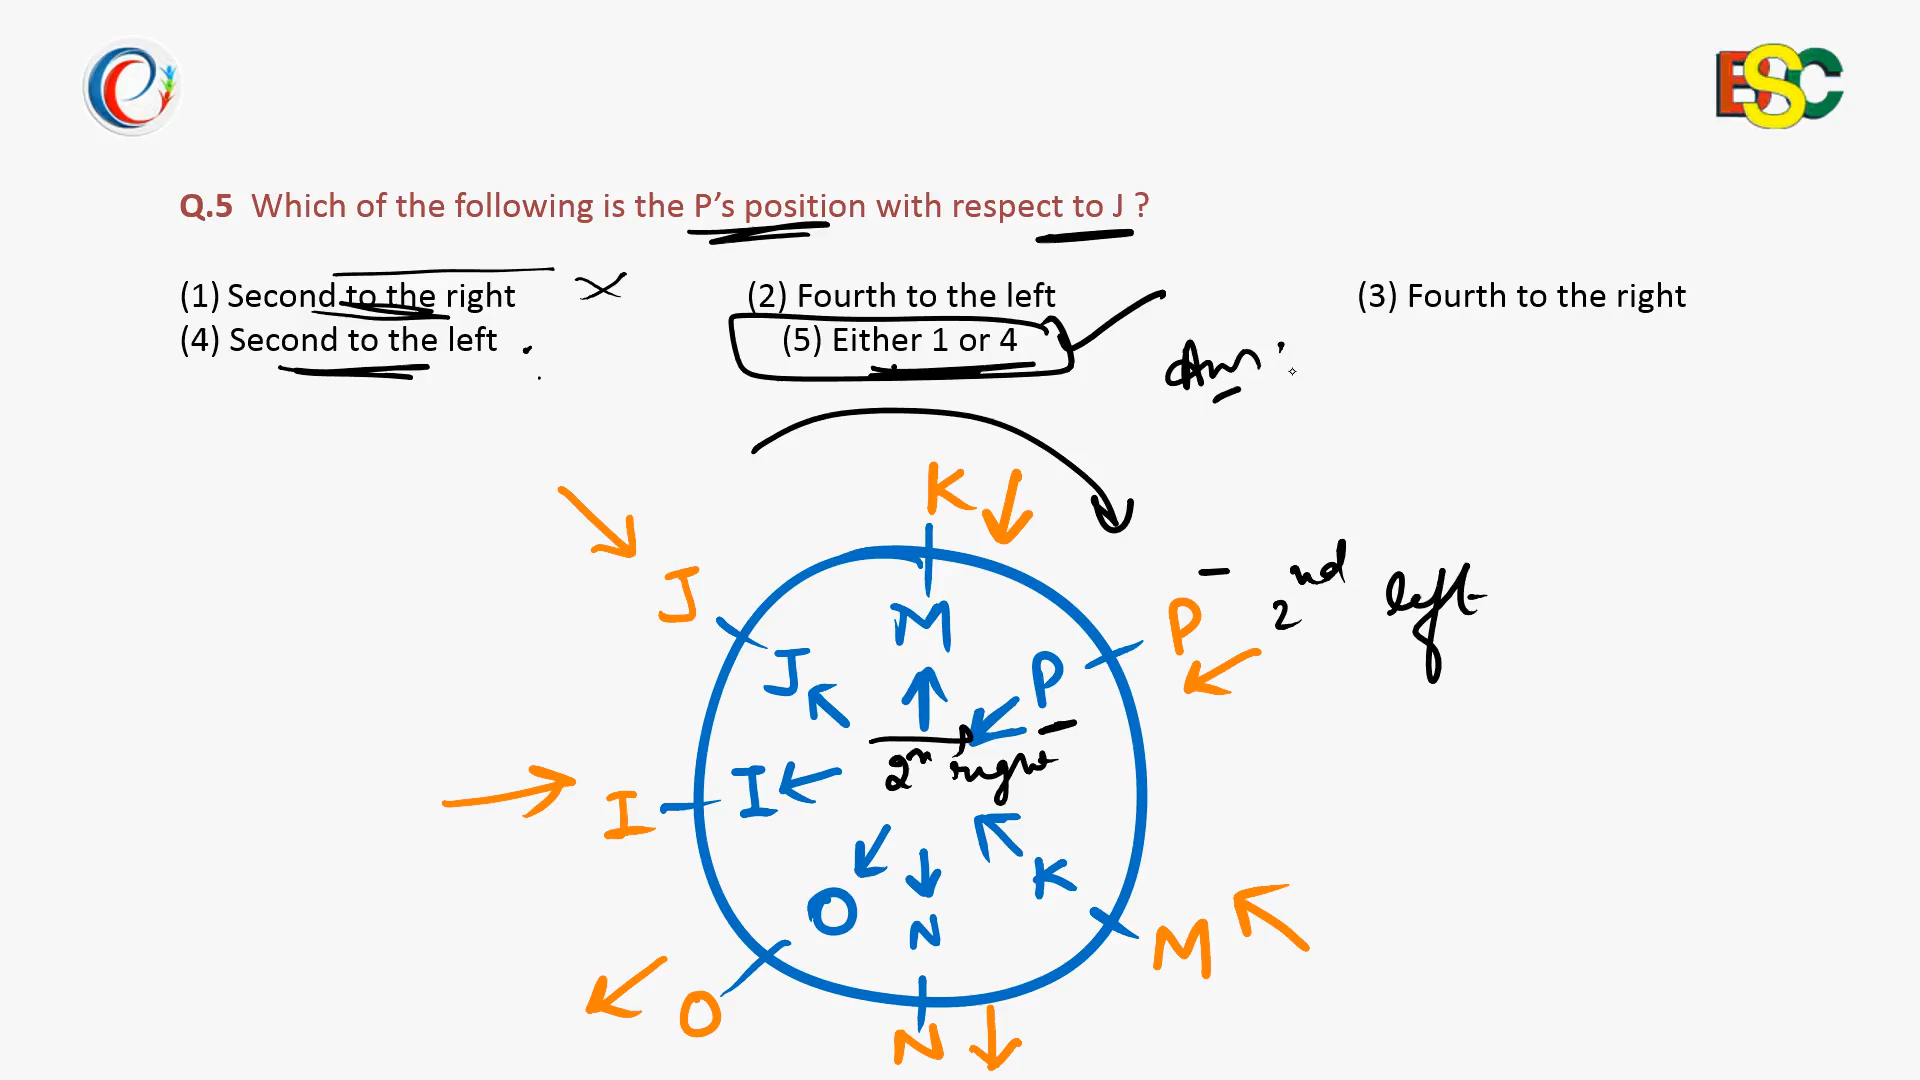 BSC
Q.5 Which of the following is the P’s position with respect to J ?
(1) Second to the right (2) Fourth to the left (3) Fourth to the right
(4) Second to the left (5) Either 1 or 4
Ans :
K
J P 2nd left
M
J P
2n right
I I
K
O N
M
O N